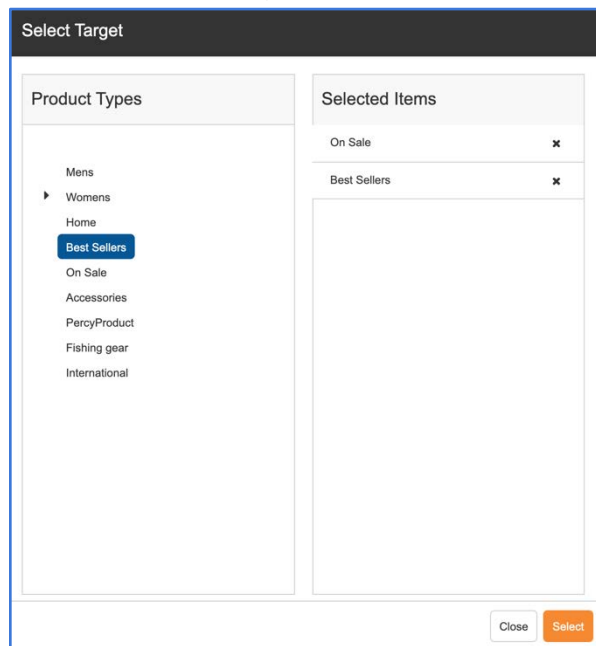 Select Target
Product Types
Mens
Womens
Home
Best Sellers
On Sale
Accessories
PercyProduct
Fishing gear
International
Selected Items
On Sale
Best Sellers
Close
Select